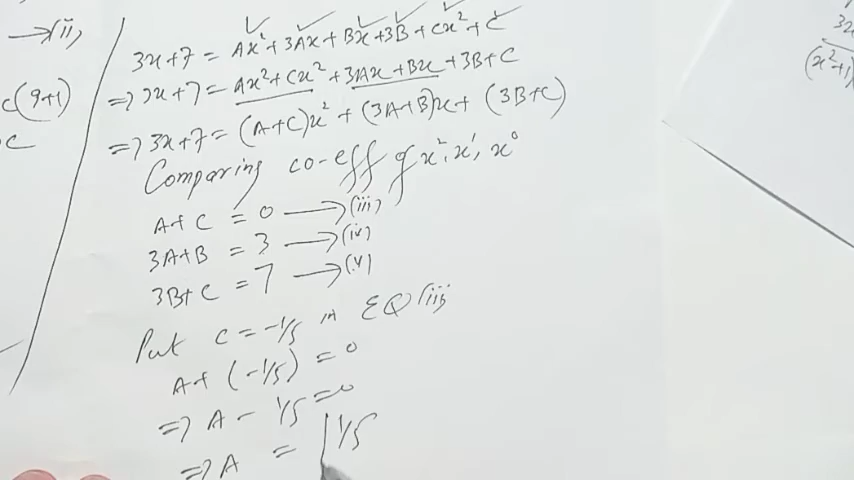 →(ii)
c(9+1)
c
3x+7 = Ax²+3Ax+Bx+3B+Cx²+C
⇒ 3x+7 = Ax²+Cx²+3Ax+Bx+3B+C
⇒ 3x+7 = (A+C)x² + (3A+B)x + (3B+C)
Comparing co-eff of x², x¹, x⁰
A+C = 0 →(iii)
3A+B = 3 →(iv)
3B+C = 7 →(v)
Put C = -1/5 in EQ (iii)
A+(-1/5) = 0
⇒ A - 1/5 = 0
⇒ A = 1/5
(x²+1)